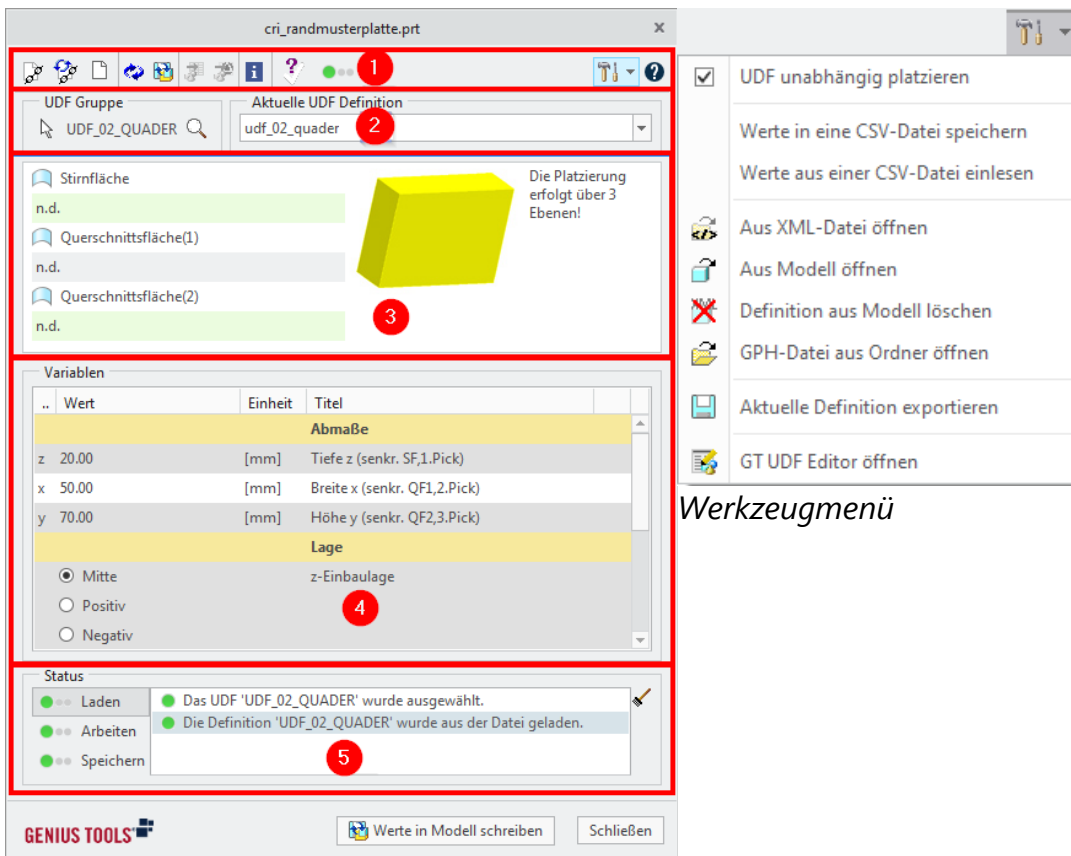 cri_randmusterplatte.prt
1
UDF Gruppe
Aktuelle UDF Definition
UDF_02_QUADER
udf_02_quader
2
Stirnfläche
n.d.
Querschnittsfläche(1)
n.d.
Querschnittsfläche(2)
n.d.
Die Platzierung
erfolgt über 3
Ebenen!
3
Variablen
.. Wert Einheit Titel
Abmaße
z 20.00 [mm] Tiefe z (senkr. SF,1.Pick)
x 50.00 [mm] Breite x (senkr. QF1,2.Pick)
y 70.00 [mm] Höhe y (senkr. QF2,3.Pick)
Lage
Mitte z-Einbaulage
Positiv
4
Negativ
Status
Laden
Arbeiten
Speichern
Das UDF 'UDF_02_QUADER' wurde ausgewählt.
Die Definition 'UDF_02_QUADER' wurde aus der Datei geladen.
5
GENIUS TOOLS
Werte in Modell schreiben
Schließen
UDF unabhängig platzieren
Werte in eine CSV-Datei speichern
Werte aus einer CSV-Datei einlesen
Aus XML-Datei öffnen
Aus Modell öffnen
Definition aus Modell löschen
GPH-Datei aus Ordner öffnen
Aktuelle Definition exportieren
GT UDF Editor öffnen
Werkzeugmenü